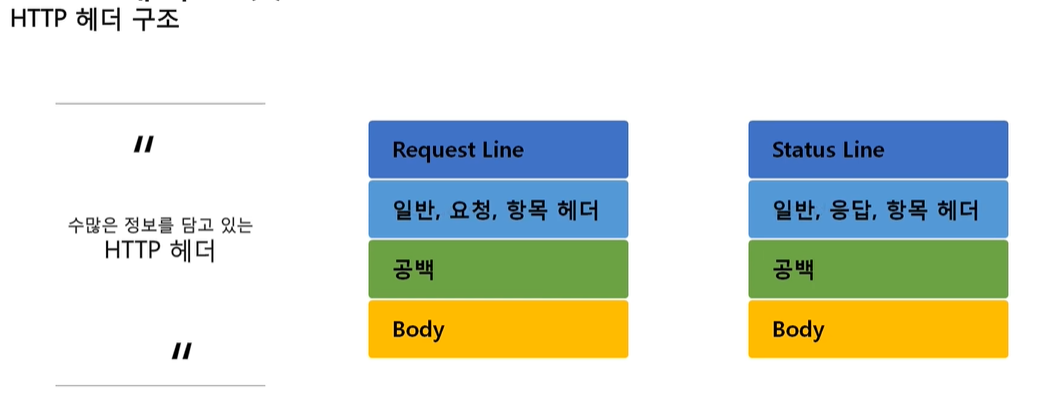 HTTP 헤더 구조
"
수많은 정보를 담고 있는
HTTP 헤더
"
Request Line
일반, 요청, 항목 헤더
공백
Body
Status Line
일반, 응답, 항목 헤더
공백
Body